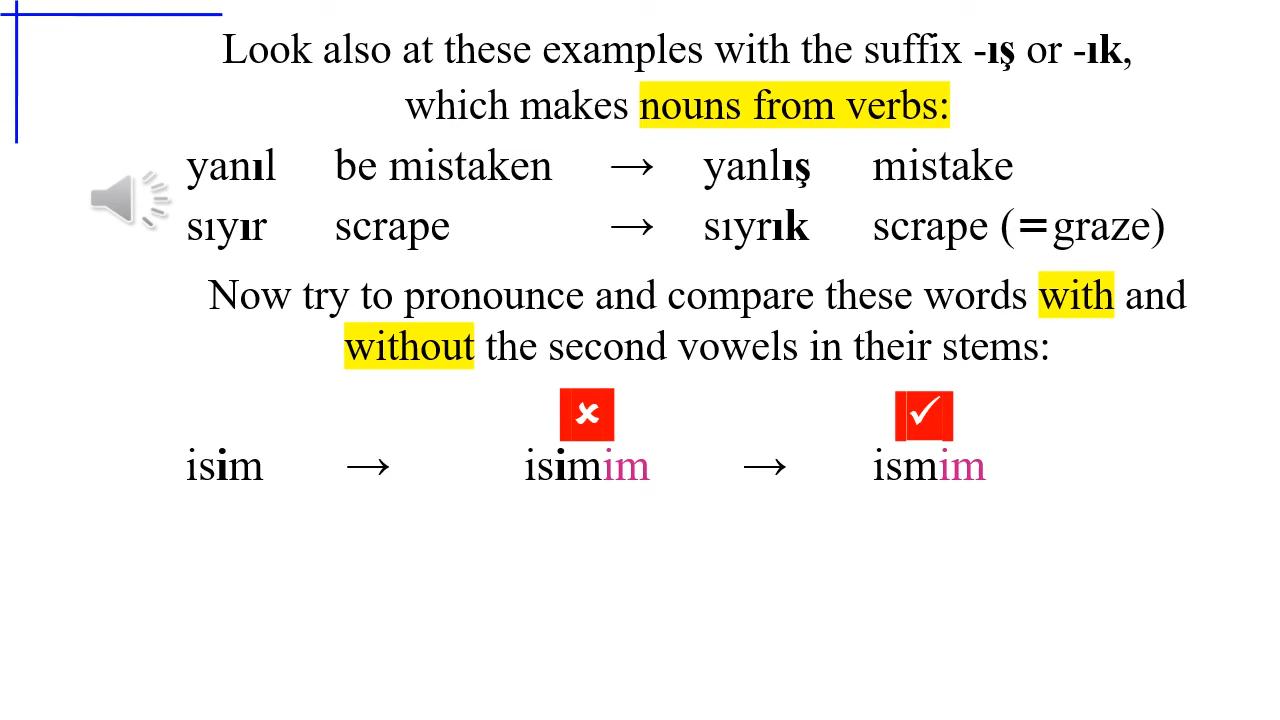 Look also at these examples with the suffix -ış or -ık,
which makes nouns from verbs:
yanıl be mistaken → yanlış mistake
sıyır scrape → sıyrık scrape (=graze)
Now try to pronounce and compare these words with and
without the second vowels in their stems:
✘ ✓
isim → isimim → ismim